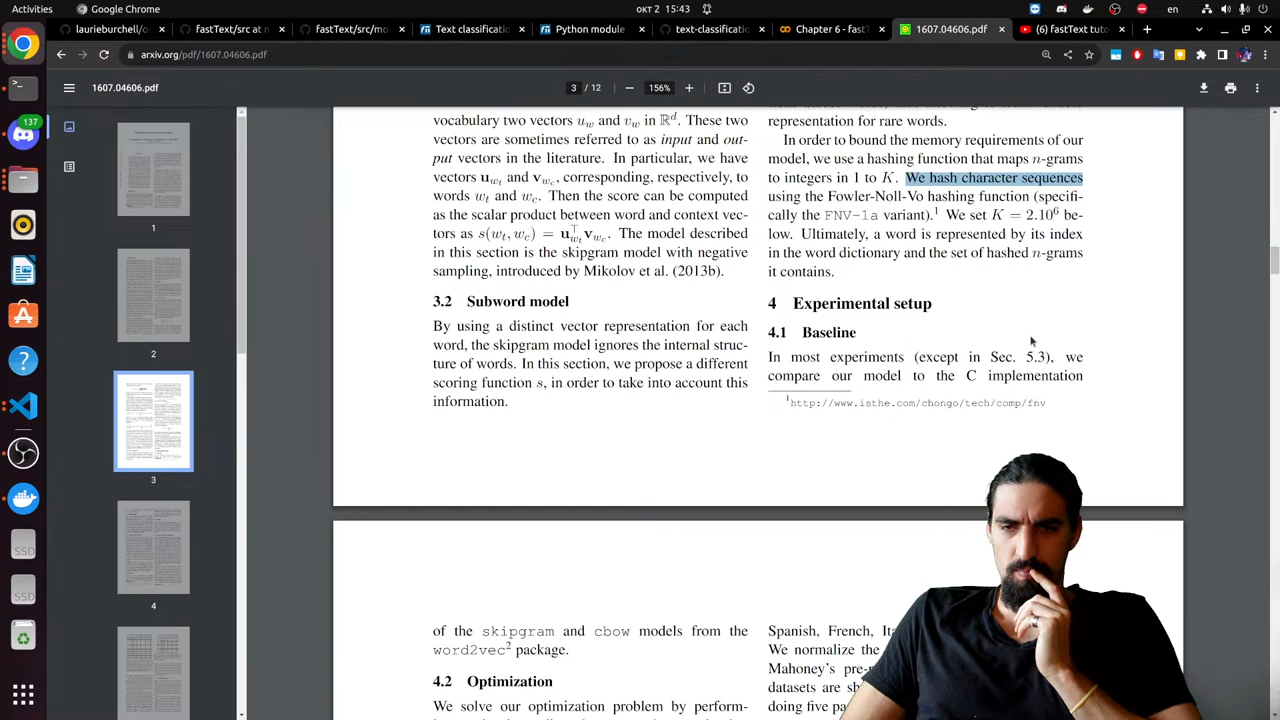 Activities
Google Chrome
окт 2 15:43
en
laurieburchell/o
fastText/src at m
fastText/src/mo
Text classificatio
Python module
text-classificatio
Chapter 6 - fast
1607.04606.pdf
(6) fastText tuto
arxiv.org/pdf/1607.04606.pdf
1607.04606.pdf
3 / 12
156%
137
1
2
3
4
SSD
SSD
vocabulary two vectors u_w and v_w in ℝ^d. These two
vectors are sometimes referred to as input and out-
put vectors in the literature. In particular, we have
vectors u_{w_t} and v_{w_c}, corresponding, respectively, to
words w_t and w_c. Then the score can be computed
as the scalar product between word and context vec-
tors as s(w_t, w_c) = u_{w_t}^⊤ v_{w_c}. The model described
in this section is the skipgram model with negative
sampling, introduced by Mikolov et al. (2013b).
3.2 Subword model
By using a distinct vector representation for each
word, the skipgram model ignores the internal struc-
ture of words. In this section, we propose a different
scoring function s, in order to take into account this
information.
representation for rare words.
In order to bound the memory requirements of our
model, we use a hashing function that maps n-grams
to integers in 1 to K. We hash character sequences
using the Fowler-Noll-Vo hashing function (specifi-
cally the FNV-1a variant).¹ We set K = 2.10⁶ be-
low. Ultimately, a word is represented by its index
in the word dictionary and the set of hashed n-grams
it contains.
4 Experimental setup
4.1 Baseline
In most experiments (except in Sec. 5.3), we
compare our model to the C implementation
¹http://www.isthe.com/chongo/tech/comp/fnv
of the skipgram and cbow models from the
word2vec package.
4.2 Optimization
We solve our optimization problem by perform-
Spanish, French, It
We normalize the
Mahoney's
datasets are
doing five